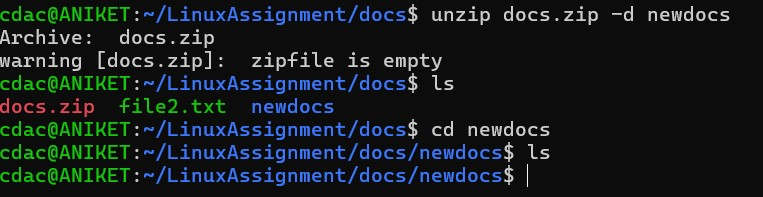 cdac@ANIKET:~/LinuxAssignment/docs$ unzip docs.zip -d newdocs
Archive:  docs.zip
warning [docs.zip]:  zipfile is empty
cdac@ANIKET:~/LinuxAssignment/docs$ ls
docs.zip  file2.txt  newdocs
cdac@ANIKET:~/LinuxAssignment/docs$ cd newdocs
cdac@ANIKET:~/LinuxAssignment/docs/newdocs$ ls
cdac@ANIKET:~/LinuxAssignment/docs/newdocs$